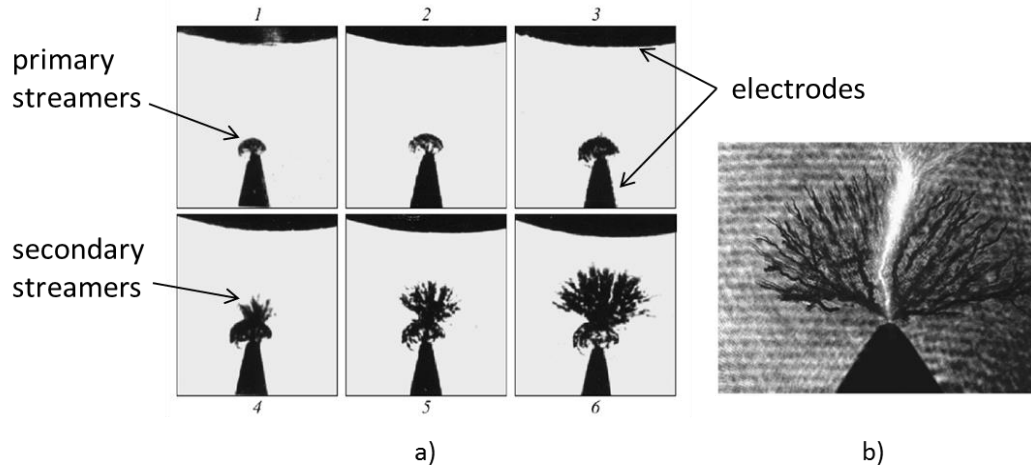 1 2 3
primary
streamers
electrodes
secondary
streamers
4 5 6
a) b)